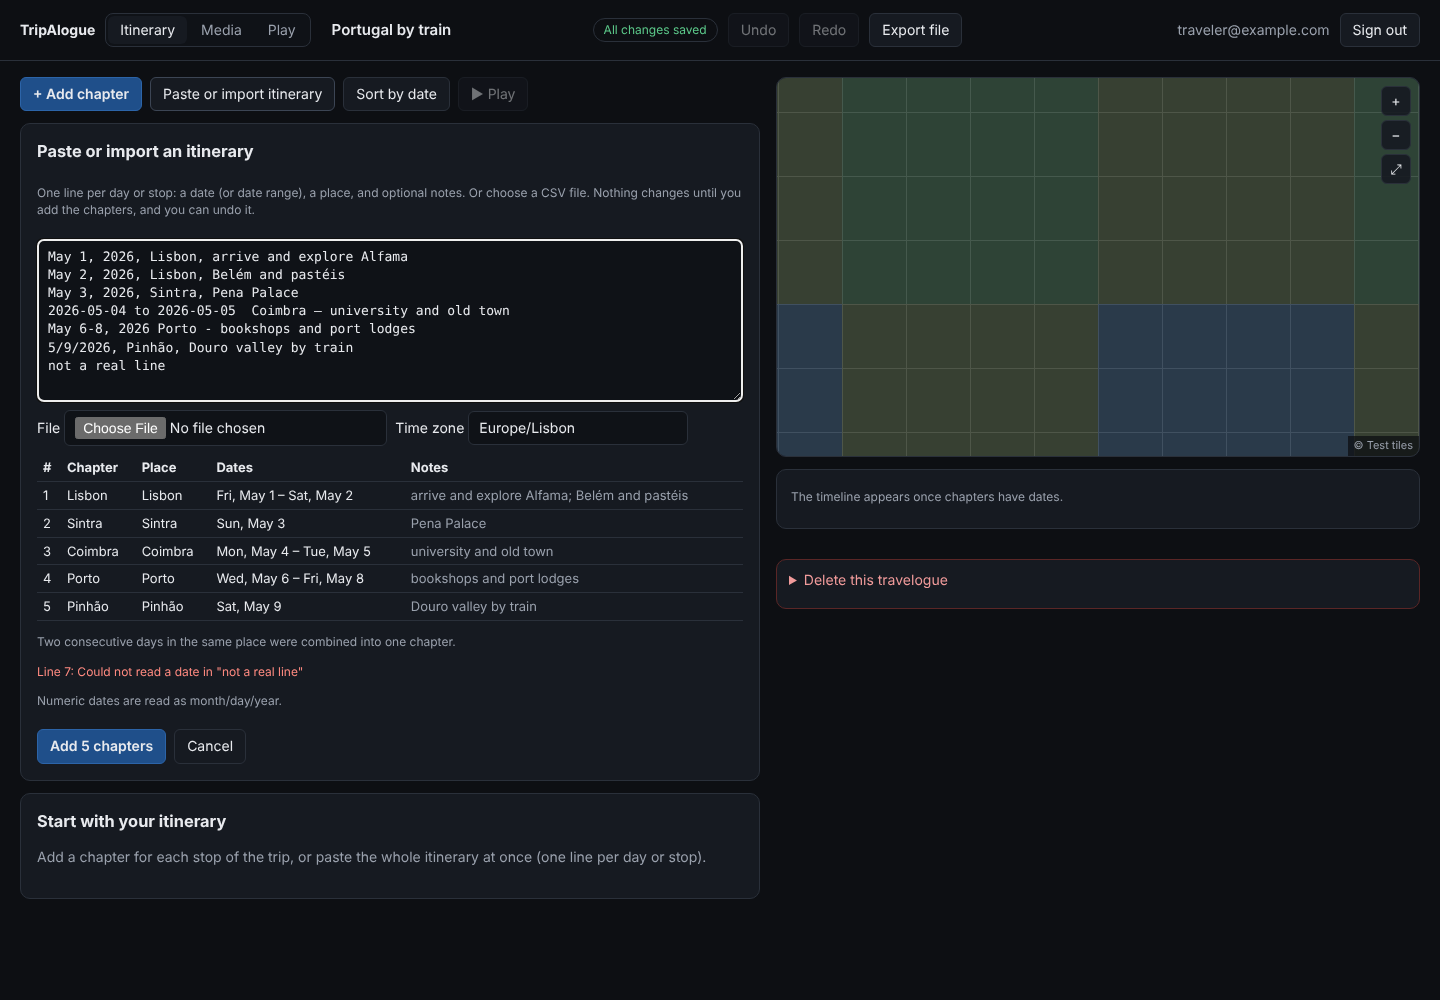 TripAlogue Itinerary Media Play Portugal by train All changes saved Undo Redo Export file traveler@example.com Sign out
+ Add chapter Paste or import itinerary Sort by date ▶ Play
Paste or import an itinerary
One line per day or stop: a date (or date range), a place, and optional notes. Or choose a CSV file. Nothing changes until you
add the chapters, and you can undo it.
May 1, 2026, Lisbon, arrive and explore Alfama
May 2, 2026, Lisbon, Belém and pastéis
May 3, 2026, Sintra, Pena Palace
2026-05-04 to 2026-05-05  Coimbra — university and old town
May 6-8, 2026 Porto - bookshops and port lodges
5/9/2026, Pinhão, Douro valley by train
not a real line
File Choose File No file chosen Time zone Europe/Lisbon
# Chapter Place Dates Notes
1 Lisbon Lisbon Fri, May 1 – Sat, May 2 arrive and explore Alfama; Belém and pastéis
2 Sintra Sintra Sun, May 3 Pena Palace
3 Coimbra Coimbra Mon, May 4 – Tue, May 5 university and old town
4 Porto Porto Wed, May 6 – Fri, May 8 bookshops and port lodges
5 Pinhão Pinhão Sat, May 9 Douro valley by train
Two consecutive days in the same place were combined into one chapter.
Line 7: Could not read a date in "not a real line"
Numeric dates are read as month/day/year.
Add 5 chapters Cancel
Start with your itinerary
Add a chapter for each stop of the trip, or paste the whole itinerary at once (one line per day or stop).
+
−
⤢
© Test tiles
The timeline appears once chapters have dates.
▶ Delete this travelogue